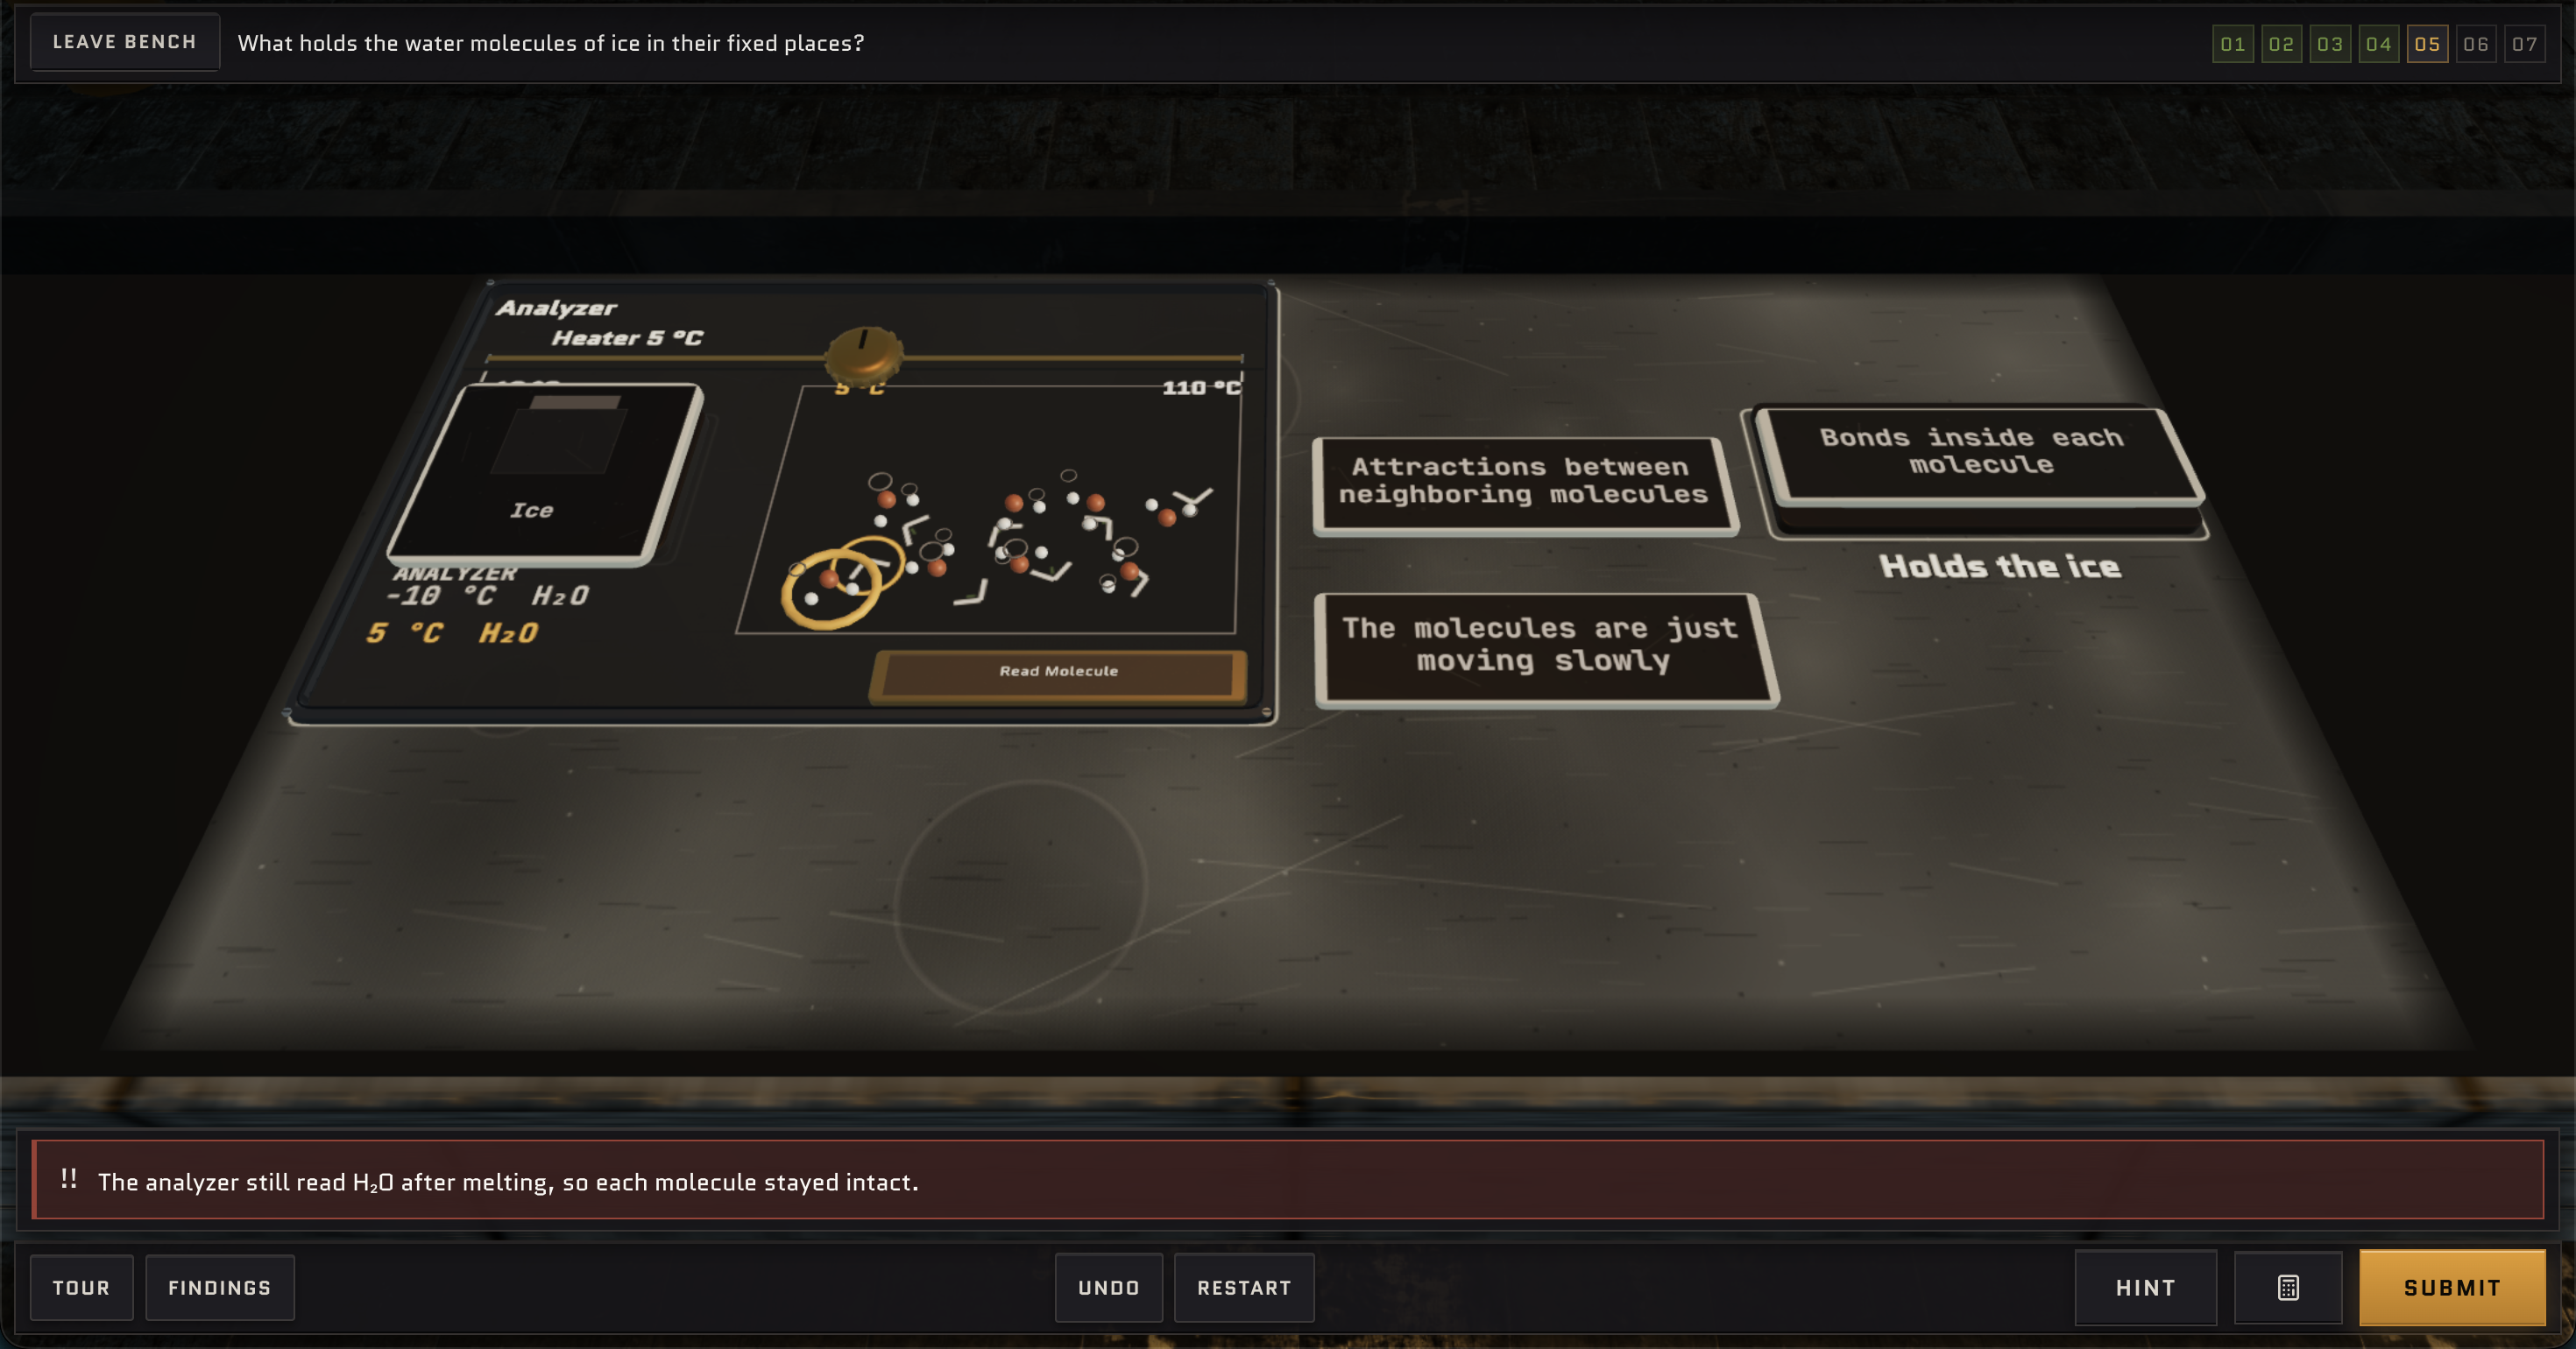 LEAVE BENCH
What holds the water molecules of ice in their fixed places?
01 02 03 04 05 06 07
Analyzer
Heater 5 °C
110 °C
Ice
ANALYZER
-10 °C H₂O
5 °C H₂O
Read Molecule
Attractions between
neighboring molecules
Bonds inside each
molecule
Holds the ice
The molecules are just
moving slowly
!! The analyzer still read H₂O after melting, so each molecule stayed intact.
TOUR
FINDINGS
UNDO
RESTART
HINT
SUBMIT